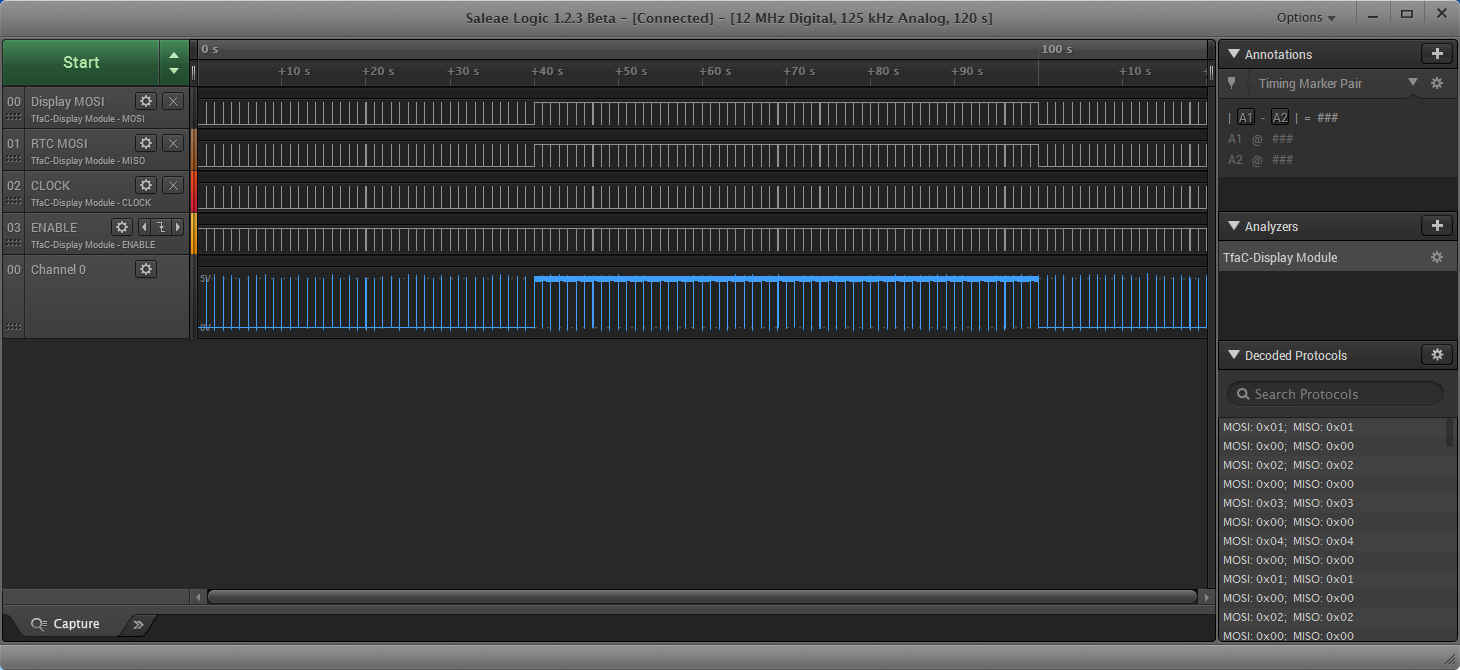 Saleae Logic 1.2.3 Beta - [Connected] - [12 MHz Digital, 125 kHz Analog, 120 s]
Options
Start
0 s
100 s
+10 s +20 s +30 s +40 s +50 s +60 s +70 s +80 s +90 s +10 s
00 Display MOSI
TfaC-Display Module - MOSI
01 RTC MOSI
TfaC-Display Module - MISO
02 CLOCK
TfaC-Display Module - CLOCK
03 ENABLE
TfaC-Display Module - ENABLE
00 Channel 0
5V
0V
Capture
Annotations
Timing Marker Pair
| A1 - A2 | = ###
A1 @ ###
A2 @ ###
Analyzers
TfaC-Display Module
Decoded Protocols
Search Protocols
MOSI: 0x01; MISO: 0x01
MOSI: 0x00; MISO: 0x00
MOSI: 0x02; MISO: 0x02
MOSI: 0x00; MISO: 0x00
MOSI: 0x03; MISO: 0x03
MOSI: 0x00; MISO: 0x00
MOSI: 0x04; MISO: 0x04
MOSI: 0x00; MISO: 0x00
MOSI: 0x01; MISO: 0x01
MOSI: 0x00; MISO: 0x00
MOSI: 0x02; MISO: 0x02
MOSI: 0x00; MISO: 0x00